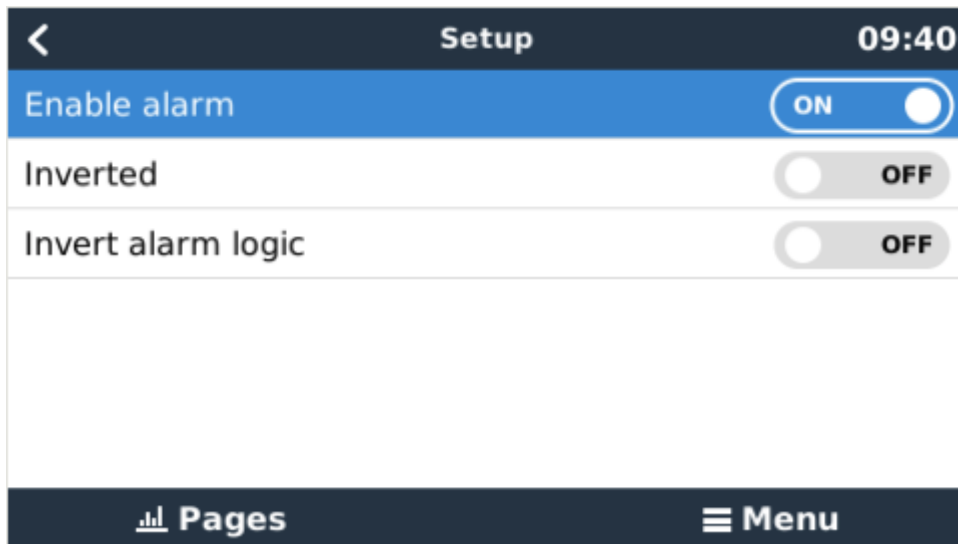 Setup 09:40
Enable alarm ON
Inverted OFF
Invert alarm logic OFF
Pages Menu